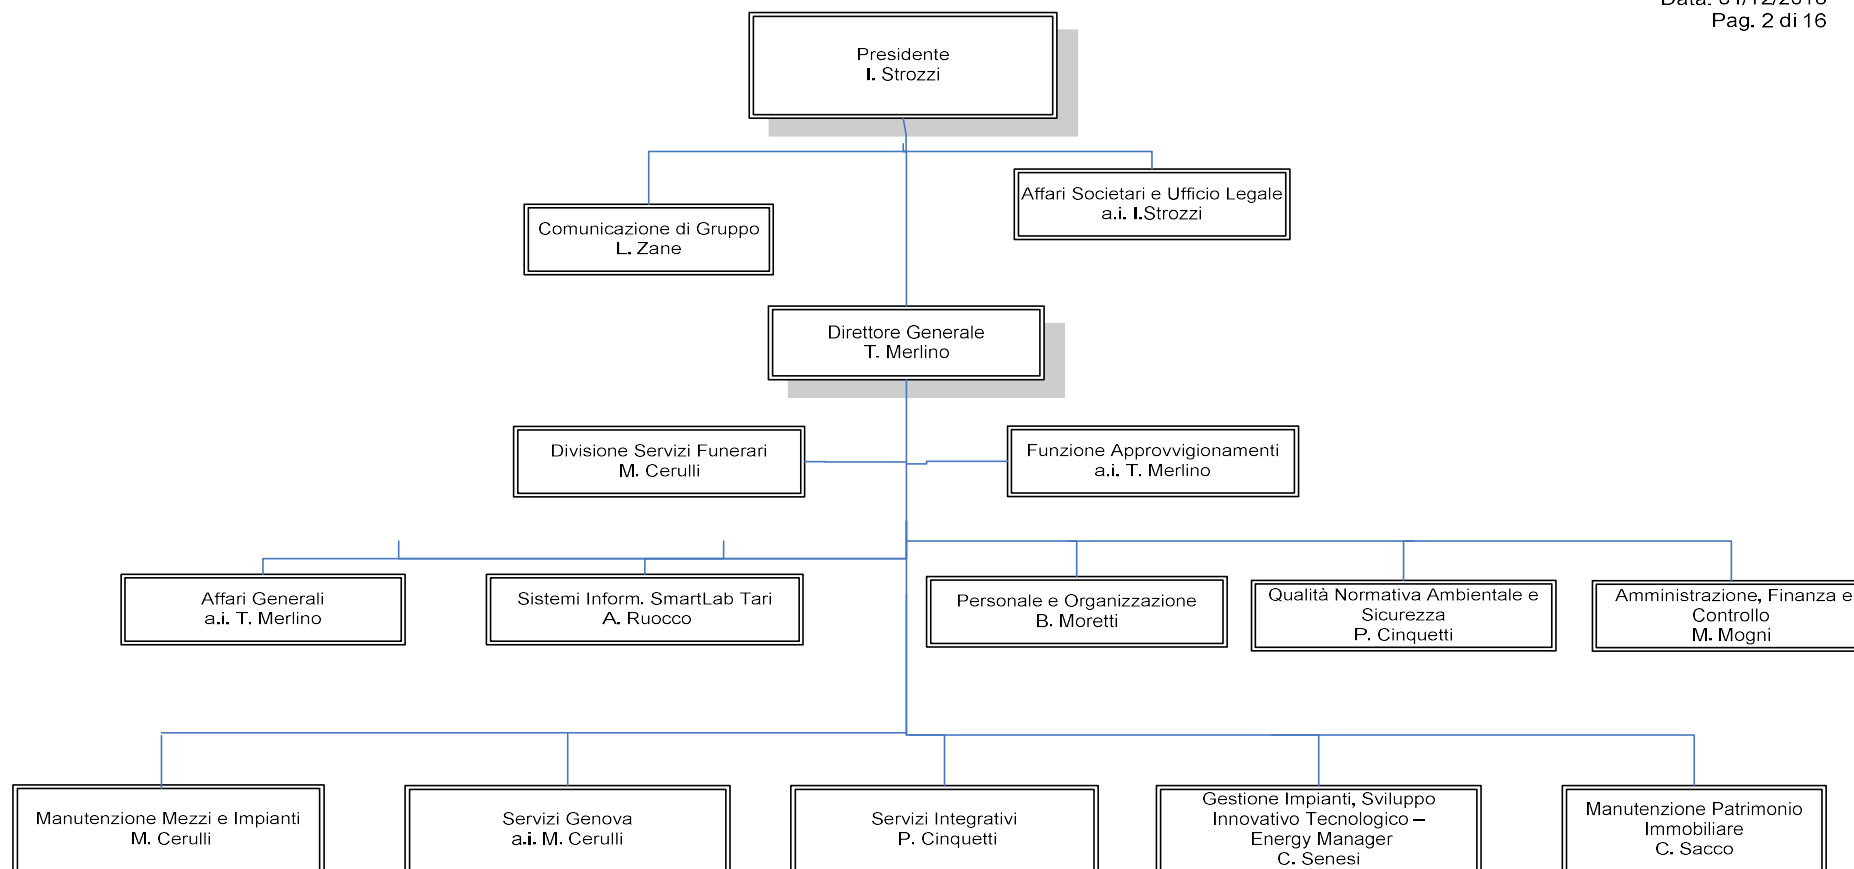 Pag. 2 di 16
Presidente
I. Strozzi
Affari Societari e Ufficio Legale
a.i. I.Strozzi
Comunicazione di Gruppo
L. Zane
Direttore Generale
T. Merlino
Divisione Servizi Funerari
M. Cerulli
Funzione Approvvigionamenti
a.i. T. Merlino
Affari Generali
a.i. T. Merlino
Sistemi Inform. SmartLab Tari
A. Ruocco
Personale e Organizzazione
B. Moretti
Qualità Normativa Ambientale e
Sicurezza
P. Cinquetti
Amministrazione, Finanza e
Controllo
M. Mogni
Manutenzione Mezzi e Impianti
M. Cerulli
Servizi Genova
a.i. M. Cerulli
Servizi Integrativi
P. Cinquetti
Gestione Impianti, Sviluppo
Innovativo Tecnologico –
Energy Manager
C. Senesi
Manutenzione Patrimonio
Immobiliare
C. Sacco